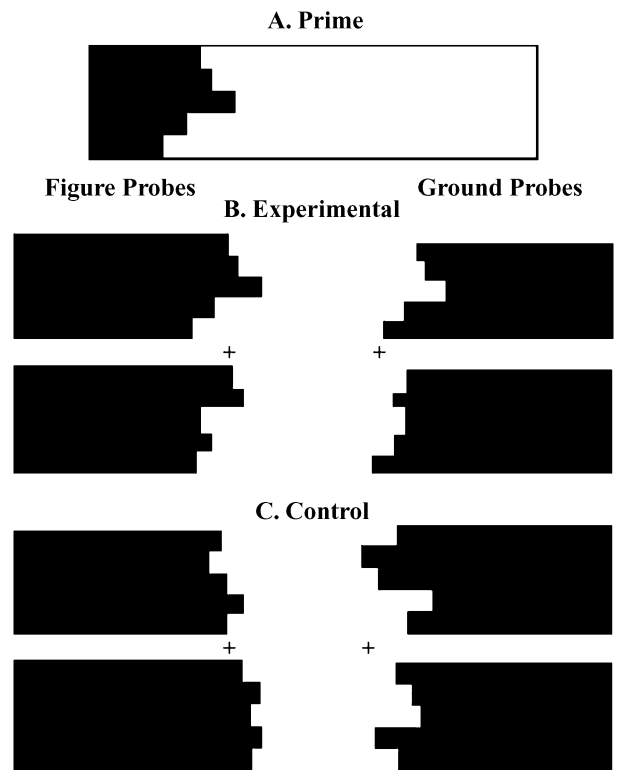 A. Prime
Figure Probes
Ground Probes
B. Experimental
+
+
C. Control
+
+